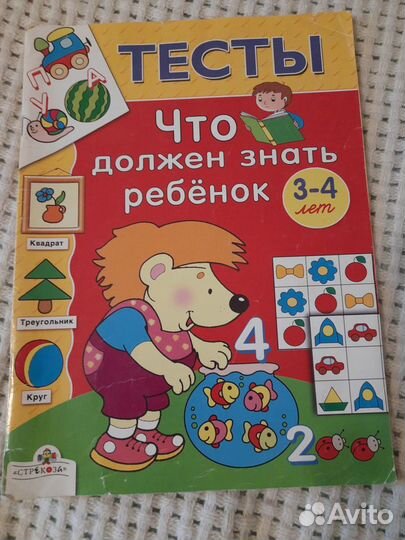 ТЕСТЫ
П
А
У
Что
должен знать
ребёнок
3-4
лет
Квадрат
Треугольник
Круг
4
2
«СТРЕКОЗА»
Avito